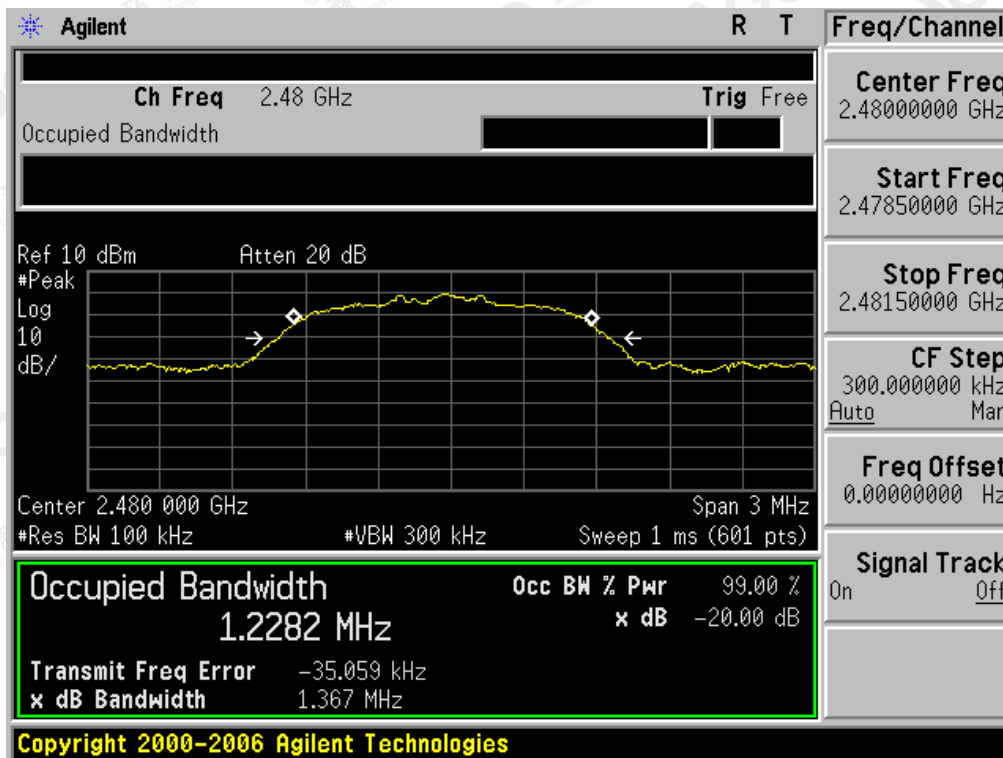 Agilent R T
Ch Freq 2.48 GHz Trig Free
Occupied Bandwidth
Ref 10 dBm Atten 20 dB
#Peak
Log
10
dB/
Center 2.480 000 GHz Span 3 MHz
#Res BW 100 kHz #VBW 300 kHz Sweep 1 ms (601 pts)
Occupied Bandwidth Occ BW % Pwr 99.00 %
1.2282 MHz x dB -20.00 dB
Transmit Freq Error -35.059 kHz
x dB Bandwidth 1.367 MHz
Copyright 2000-2006 Agilent Technologies
Freq/Channel
Center Freq
2.48000000 GHz
Start Freq
2.47850000 GHz
Stop Freq
2.48150000 GHz
CF Step
300.000000 kHz
Auto Man
Freq Offset
0.00000000 Hz
Signal Track
On Off